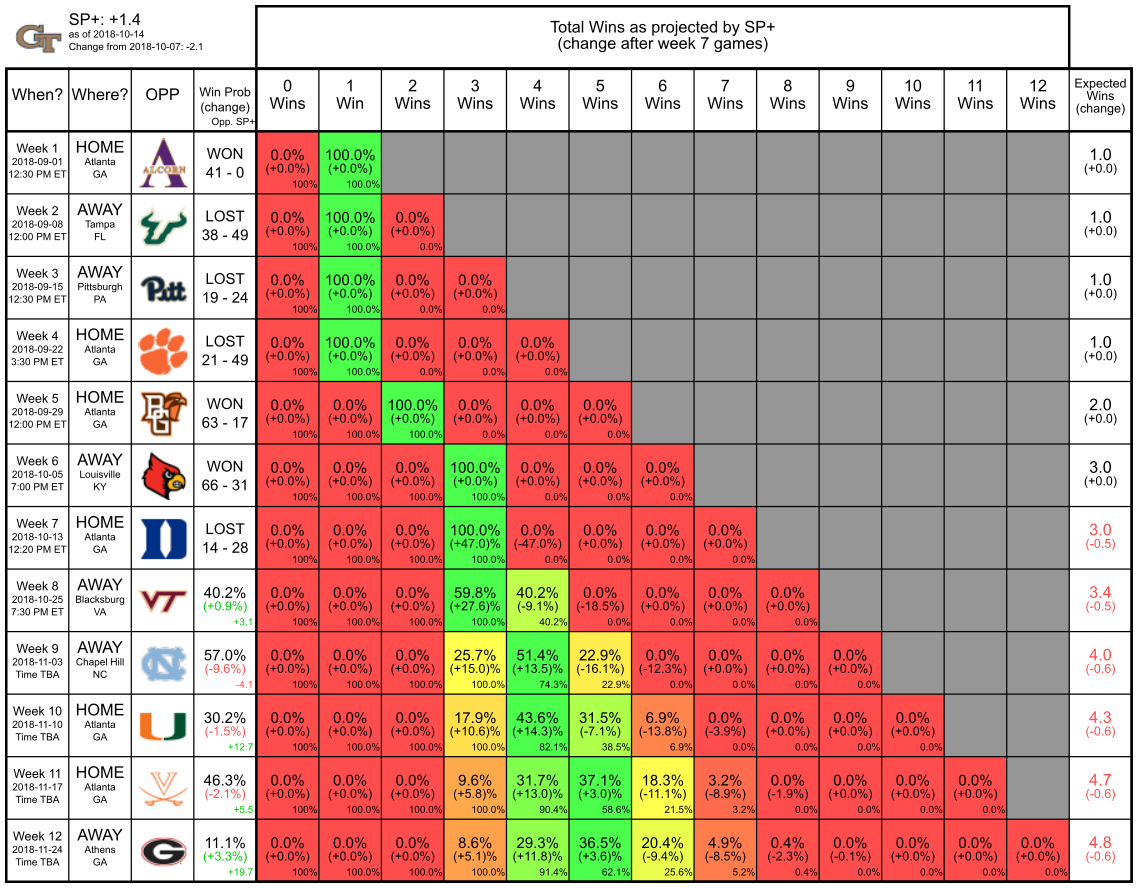 GT
SP+: +1.4
as of 2018-10-14
Change from 2018-10-07: -2.1
Total Wins as projected by SP+
(change after week 7 games)
When? Where? OPP Win Prob (change) Opp. SP+ 0 Wins 1 Win 2 Wins 3 Wins 4 Wins 5 Wins 6 Wins 7 Wins 8 Wins 9 Wins 10 Wins 11 Wins 12 Wins Expected Wins (change)
Week 1 HOME ALCORN WON 0.0% 100.0% 1.0
2018-09-01 Atlanta 41 - 0 (+0.0%) (+0.0%) (+0.0)
12:30 PM ET GA 100% 100.0%
Week 2 AWAY LOST 0.0% 100.0% 0.0% 1.0
2018-09-08 Tampa 38 - 49 (+0.0%) (+0.0%) (+0.0%) (+0.0)
12:00 PM ET FL 100% 100.0% 0.0%
Week 3 AWAY Pitt LOST 0.0% 100.0% 0.0% 0.0% 1.0
2018-09-15 Pittsburgh 19 - 24 (+0.0%) (+0.0%) (+0.0%) (+0.0%) (+0.0)
12:30 PM ET PA 100% 100.0% 0.0% 0.0%
Week 4 HOME LOST 0.0% 100.0% 0.0% 0.0% 0.0% 1.0
2018-09-22 Atlanta 21 - 49 (+0.0%) (+0.0%) (+0.0%) (+0.0%) (+0.0%) (+0.0)
3:30 PM ET GA 100% 100.0% 0.0% 0.0% 0.0%
Week 5 HOME BG WON 0.0% 0.0% 100.0% 0.0% 0.0% 0.0% 2.0
2018-09-29 Atlanta 63 - 17 (+0.0%) (+0.0%) (+0.0%) (+0.0%) (+0.0%) (+0.0%) (+0.0)
12:00 PM ET GA 100% 100.0% 100.0% 0.0% 0.0% 0.0%
Week 6 AWAY WON 0.0% 0.0% 0.0% 100.0% 0.0% 0.0% 0.0% 3.0
2018-10-05 Louisville 66 - 31 (+0.0%) (+0.0%) (+0.0%) (+0.0%) (+0.0%) (+0.0%) (+0.0%) (+0.0)
7:00 PM ET KY 100% 100.0% 100.0% 100.0% 0.0% 0.0% 0.0%
Week 7 HOME D LOST 0.0% 0.0% 0.0% 100.0% 0.0% 0.0% 0.0% 0.0% 3.0
2018-10-13 Atlanta 14 - 28 (+0.0%) (+0.0%) (+0.0%) (+47.0)% (-47.0%) (+0.0%) (+0.0%) (+0.0%) (-0.5)
12:20 PM ET GA 100% 100.0% 100.0% 100.0% 0.0% 0.0% 0.0% 0.0%
Week 8 AWAY VT 40.2% 0.0% 0.0% 0.0% 59.8% 40.2% 0.0% 0.0% 0.0% 0.0% 3.4
2018-10-25 Blacksburg (+0.9%) (+0.0%) (+0.0%) (+0.0%) (+27.6)% (-9.1%) (-18.5%) (+0.0%) (+0.0%) (+0.0%) (-0.5)
7:30 PM ET VA +3.1 100% 100.0% 100.0% 100.0% 40.2% 0.0% 0.0% 0.0% 0.0%
Week 9 AWAY NC 57.0% 0.0% 0.0% 0.0% 25.7% 51.4% 22.9% 0.0% 0.0% 0.0% 0.0% 4.0
2018-11-03 Chapel Hill (-9.6%) (+0.0%) (+0.0%) (+0.0%) (+15.0)% (+13.5)% (-16.1%) (-12.3%) (+0.0%) (+0.0%) (+0.0%) (-0.6)
Time TBA NC -4.1 100% 100.0% 100.0% 100.0% 74.3% 22.9% 0.0% 0.0% 0.0% 0.0%
Week 10 HOME U 30.2% 0.0% 0.0% 0.0% 17.9% 43.6% 31.5% 6.9% 0.0% 0.0% 0.0% 0.0% 4.3
2018-11-10 Atlanta (-1.5%) (+0.0%) (+0.0%) (+0.0%) (+10.6)% (+14.3)% (-7.1%) (-13.8%) (-3.9%) (+0.0%) (+0.0%) (+0.0%) (-0.6)
Time TBA GA +12.7 100% 100.0% 100.0% 100.0% 82.1% 38.5% 6.9% 0.0% 0.0% 0.0% 0.0%
Week 11 HOME V 46.3% 0.0% 0.0% 0.0% 9.6% 31.7% 37.1% 18.3% 3.2% 0.0% 0.0% 0.0% 0.0% 4.7
2018-11-17 Atlanta (-2.1%) (+0.0%) (+0.0%) (+0.0%) (+5.8)% (+13.0)% (+3.0)% (-11.1%) (-8.9%) (-1.9%) (+0.0%) (+0.0%) (+0.0%) (-0.6)
Time TBA GA +5.5 100% 100.0% 100.0% 100.0% 90.4% 58.6% 21.5% 3.2% 0.0% 0.0% 0.0% 0.0%
Week 12 AWAY G 11.1% 0.0% 0.0% 0.0% 8.6% 29.3% 36.5% 20.4% 4.9% 0.4% 0.0% 0.0% 0.0% 0.0% 4.8
2018-11-24 Athens (+3.3%) (+0.0%) (+0.0%) (+0.0%) (+5.1)% (+11.8)% (+3.6)% (-9.4%) (-8.5%) (-2.3%) (-0.1%) (+0.0%) (+0.0%) (+0.0%) (-0.6)
Time TBA GA +19.7 100% 100.0% 100.0% 100.0% 91.4% 62.1% 25.6% 5.2% 0.4% 0.0% 0.0% 0.0% 0.0%